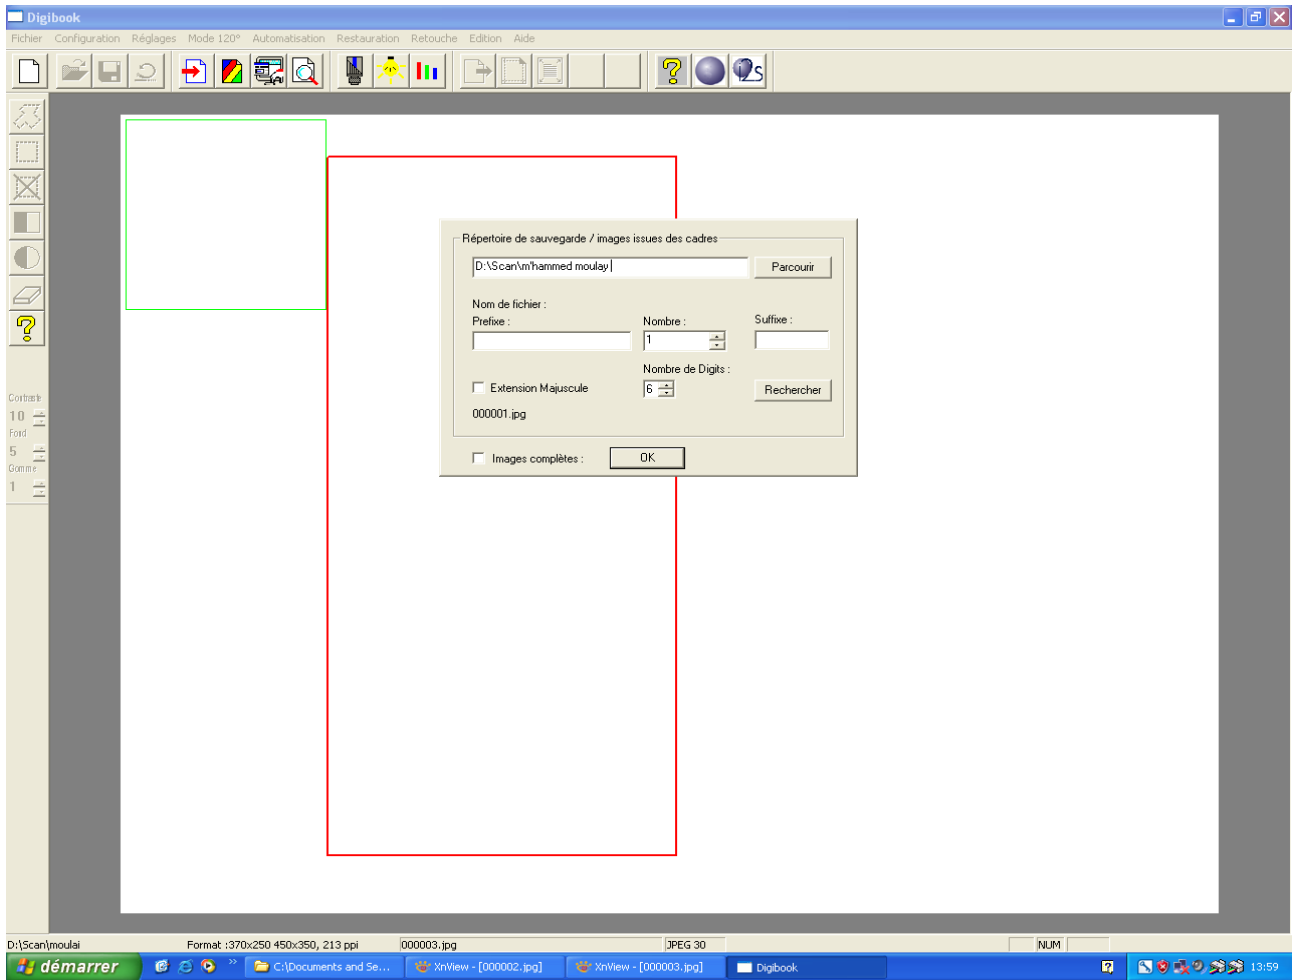 Digibook
Fichier Configuration Réglages Mode 120° Automatisation Restauration Retouche Edition Aide
Répertoire de sauvegarde / images issues des cadres
D:\Scan\m'hammed moulay
Parcourir
Nom de fichier :
Prefixe : Nombre : Suffixe :
1
Nombre de Digits :
Extension Majuscule 6 Rechercher
000001.jpg
Images complètes : OK
Contraste
10
Fond
5
Gomme
1
D:\Scan\moulai Format :370x250 450x350, 213 ppi 000003.jpg JPEG 30 NUM
démarrer C:\Documents and Se... XnView - [000002.jpg] XnView - [000003.jpg] Digibook 13:59